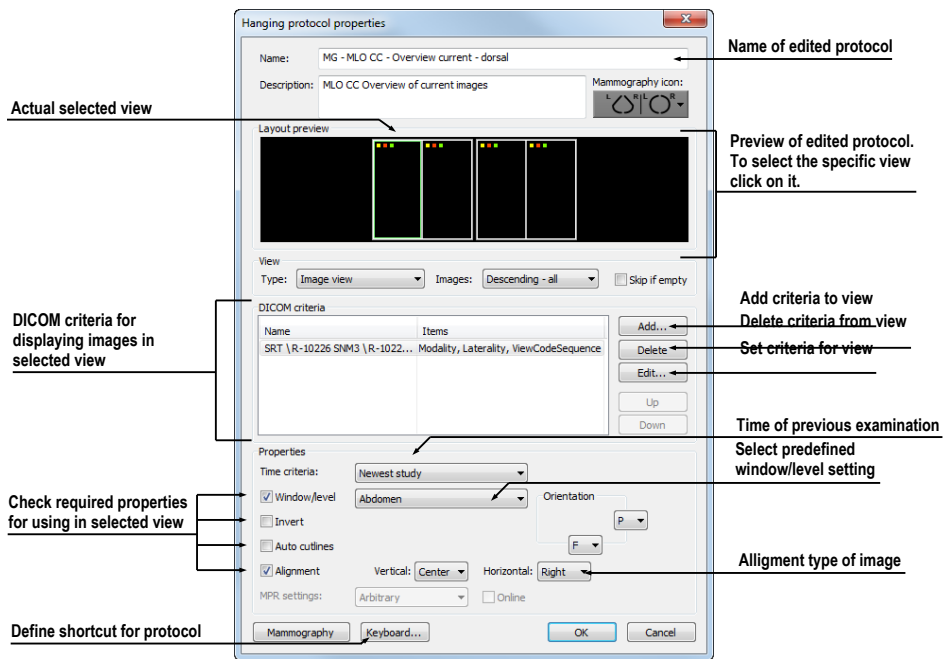 Hanging protocol properties
Name: MG - MLO CC - Overview current - dorsal
Name of edited protocol
Description: MLO CC Overview of current images
Mammography icon:
L R L R
Actual selected view
Layout preview
Preview of edited protocol.
To select the specific view
click on it.
View
Type: Image view Images: Descending - all Skip if empty
DICOM criteria
DICOM criteria for
displaying images in
selected view
Name Items
SRT \R-10226 SNM3 \R-1022... Modality, Laterality, ViewCodeSequence
Add...
Delete
Edit...
Up
Down
Add criteria to view
Delete criteria from view
Set criteria for view
Time of previous examination
Select predefined
window/level setting
Properties
Time criteria: Newest study
Check required properties
for using in selected view
Window/level Abdomen
Orientation
P
F
Invert
Auto cutlines
Alignment Vertical: Center Horizontal: Right
Alligment type of image
MPR settings: Arbitrary Online
Define shortcut for protocol
Mammography Keyboard... OK Cancel